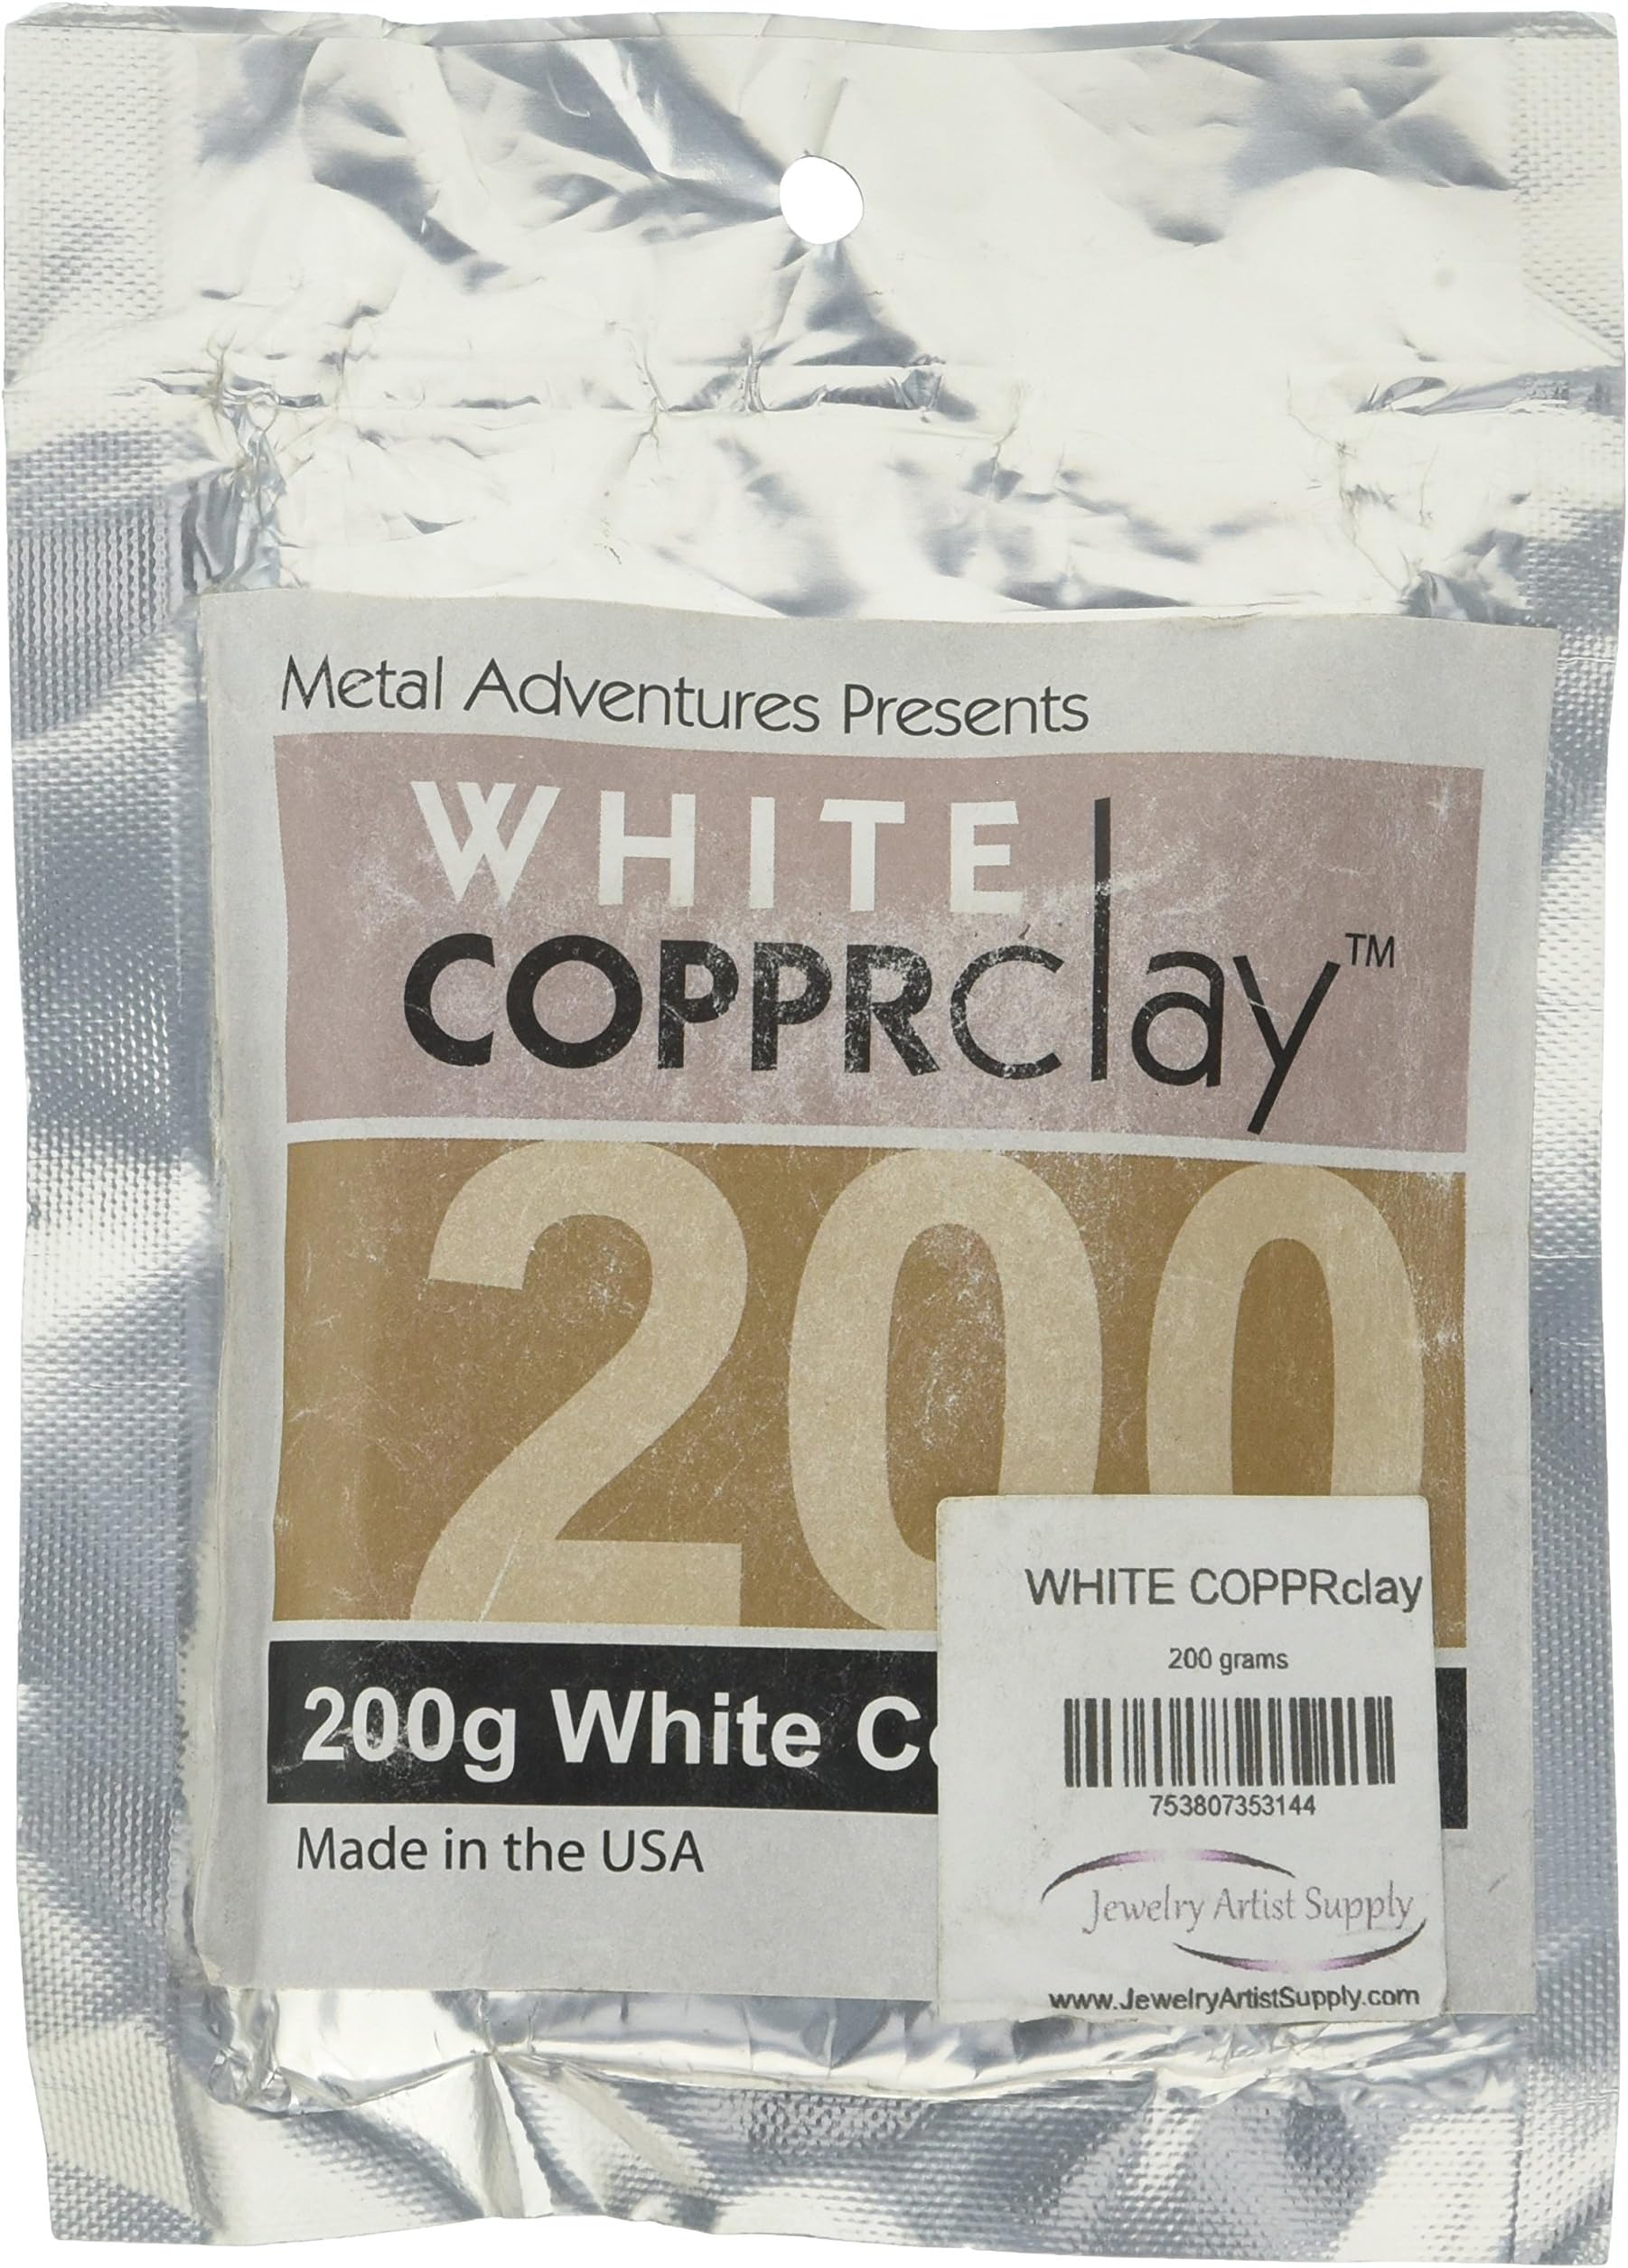 Metal Adventures Presents
WHITE
COPPRclay™
200
200g White
Made in the USA
WHITE COPPRclay
200 grams
753807353144
Jewelry Artist Supply
www.JewelryArtistSupply.com